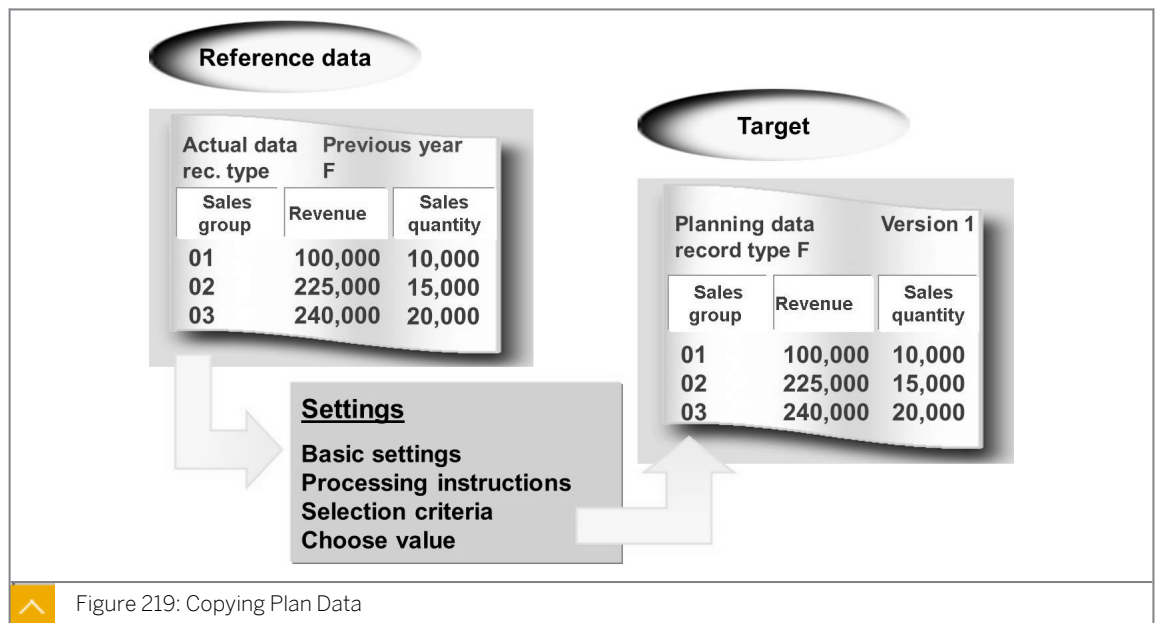 Reference data
Actual data Previous year
rec. type F
Sales group Revenue Sales quantity
01 100,000 10,000
02 225,000 15,000
03 240,000 20,000
Target
Planning data Version 1
record type F
Sales group Revenue Sales quantity
01 100,000 10,000
02 225,000 15,000
03 240,000 20,000
Settings
Basic settings
Processing instructions
Selection criteria
Choose value
Figure 219: Copying Plan Data